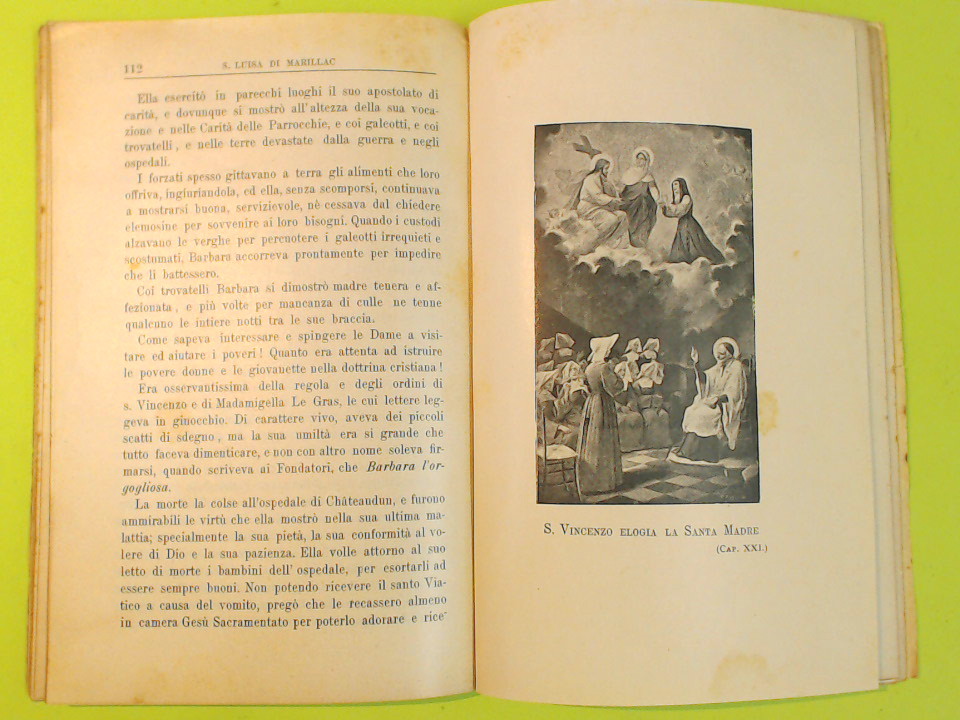 112
S. LUISA DI MARILLAC
Ella esercitò in parecchi luoghi il suo apostolato di
carità, e dovunque si mostrò all'altezza della sua voca-
zione e nelle Carità delle Parrocchie, e coi galeotti, e coi
trovatelli, e nelle terre devastate dalla guerra e negli
ospedali.
I forzati spesso gittavano a terra gli alimenti che loro
offriva, ingiuriandola, ed ella, senza scomporsi, continuava
a mostrarsi buona, servizievole, nè cessava dal chiedere
elemosine per sovvenire ai loro bisogni. Quando i custodi
alzavano le verghe per percuotere i galeotti irrequieti e
scostumati, Barbara accorreva prontamente per impedire
che li battessero.
Coi trovatelli Barbara si dimostrò madre tenera e af-
fezionata, e più volte per mancanza di culle ne tenne
qualcuno le intiere notti tra le sue braccia.
Come sapeva interessare e spingere le Dame a visi-
tare ed aiutare i poveri! Quanto era attenta ad istruire
le povere donne e le giovanette nella dottrina cristiana!
Era osservantissima della regola e degli ordini di
s. Vincenzo e di Madamigella Le Gras, le cui lettere leg-
geva in ginocchio. Di carattere vivo, aveva dei piccoli
scatti di sdegno, ma la sua umiltà era si grande che
tutto faceva dimenticare, e non con altro nome soleva fir-
marsi, quando scriveva ai Fondatori, che Barbara l'or-
gogliosa.
La morte la colse all'ospedale di Châteaudun, e furono
ammirabili le virtù che ella mostrò nella sua ultima ma-
lattia; specialmente la sua pietà, la sua conformità al vo-
lere di Dio e la sua pazienza. Ella volle attorno al suo
letto di morte i bambini dell'ospedale, per esortarli ad
essere sempre buoni. Non potendo ricevere il santo Via-
tico a causa del vomito, pregò che le recassero almeno
in camera Gesù Sacramentato per poterlo adorare e rice-
S. VINCENZO ELOGIA LA SANTA MADRE
(CAP. XXI.)